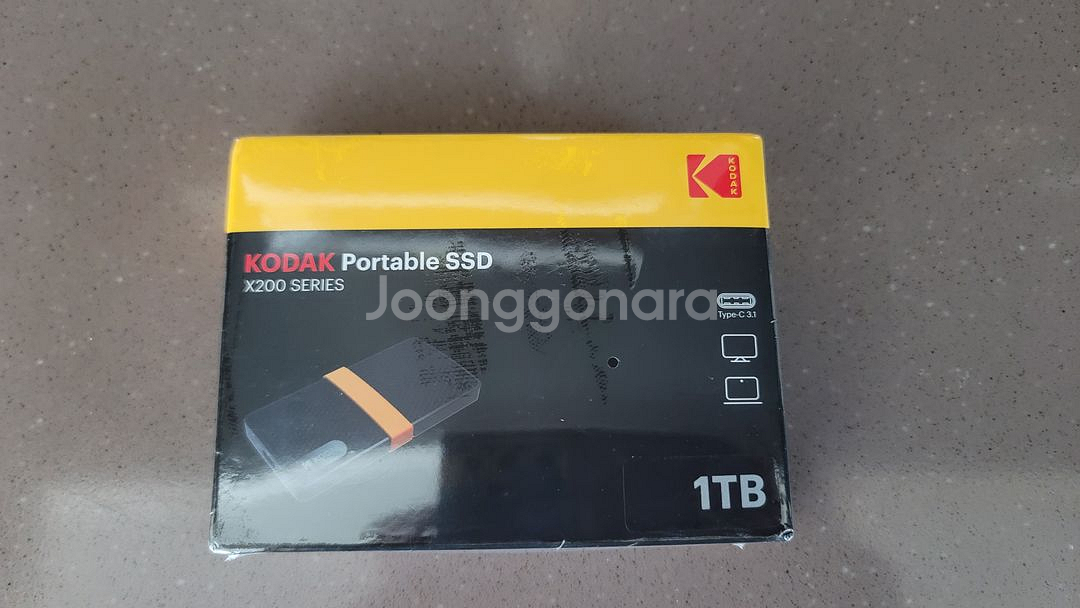 KODAK
KODAK Portable SSD
X200 SERIES
Joonggonara
Type-C 3.1
1TB